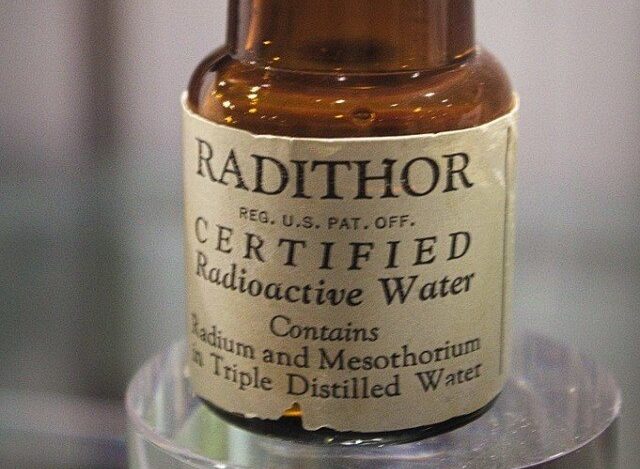 RADITHOR
REG. U.S. PAT. OFF.
CERTIFIED
Radioactive Water
Contains
Radium and Mesothorium
in Triple Distilled Water